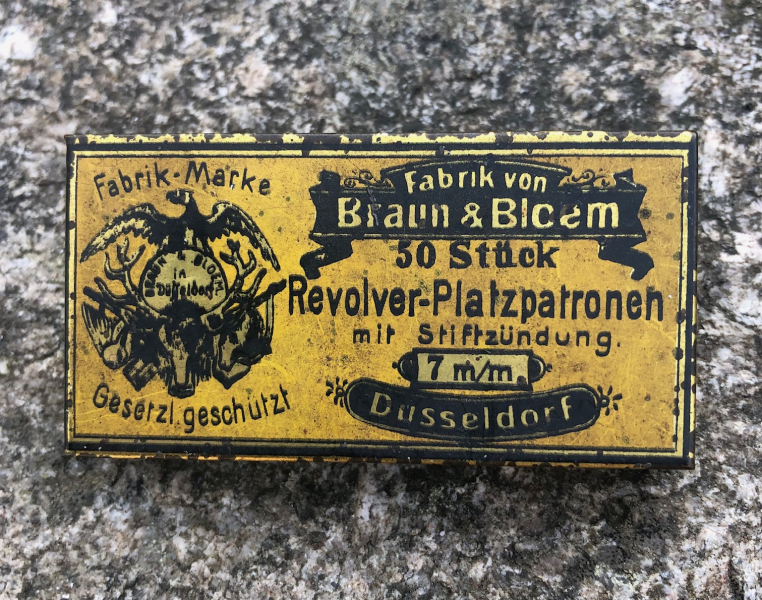 Fabrik-Marke
BRAUN & BLOEM
in
Düsseldorf
Gesetzl. geschützt
Fabrik von
Braun & Bloem
50 Stück
Revolver-Platzpatronen
mit Stiftzündung.
7 m/m.
Düsseldorf